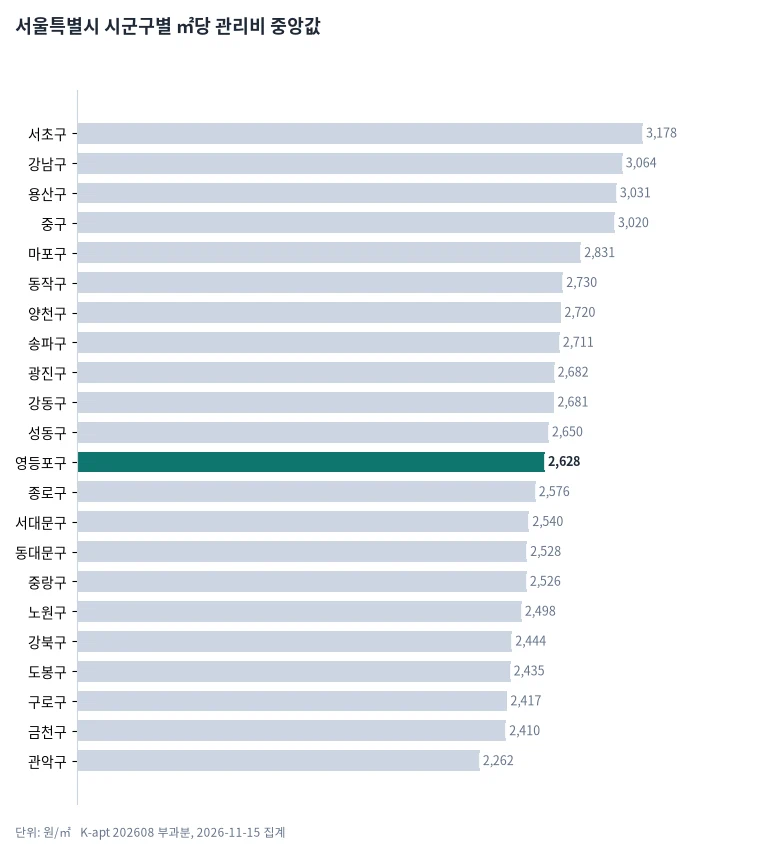 서울특별시 시군구별 ㎡당 관리비 중앙값
서초구 3,178
강남구 3,064
용산구 3,031
중구 3,020
마포구 2,831
동작구 2,730
양천구 2,720
송파구 2,711
광진구 2,682
강동구 2,681
성동구 2,650
영등포구 2,628
종로구 2,576
서대문구 2,540
동대문구 2,528
중랑구 2,526
노원구 2,498
강북구 2,444
도봉구 2,435
구로구 2,417
금천구 2,410
관악구 2,262
단위: 원/㎡ K-apt 202608 부과분, 2026-11-15 집계